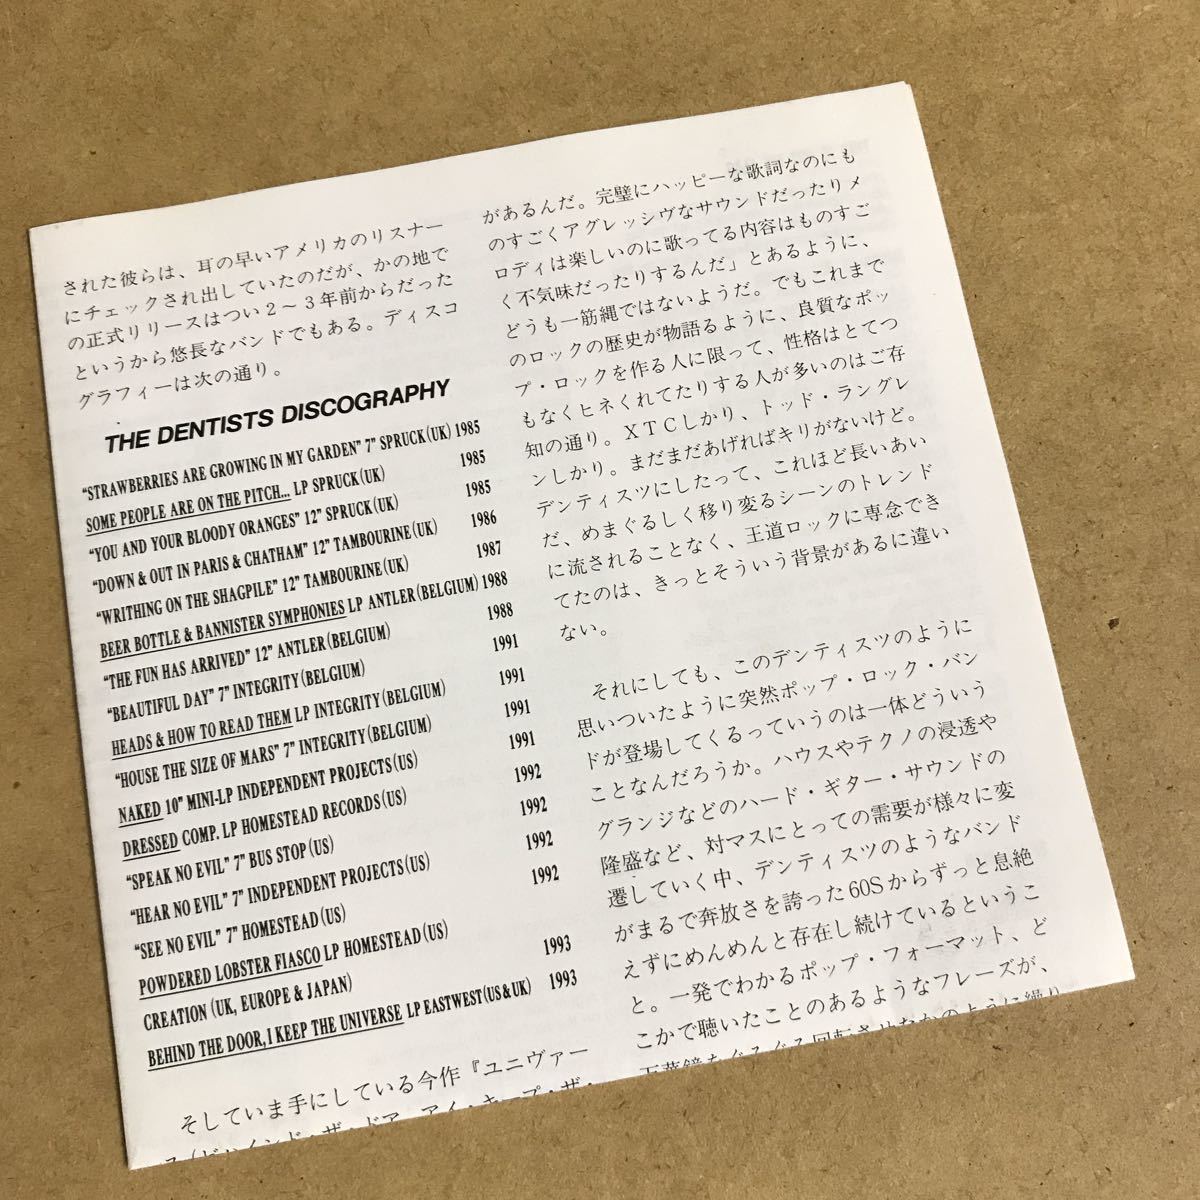 された彼らは、耳の早いアメリカのリスナー
にチェックされ出していたのだが、かの地で
の正式リリースはつい2〜3年前からだった
というから悠長なバンドでもある。ディスコ
グラフィーは次の通り。
THE DENTISTS DISCOGRAPHY
“STRAWBERRIES ARE GROWING IN MY GARDEN” 7” SPRUCK(UK) 1985
SOME PEOPLE ARE ON THE PITCH... LP SPRUCK(UK) 1985
“YOU AND YOUR BLOODY ORANGES” 12” SPRUCK(UK) 1985
“DOWN & OUT IN PARIS & CHATHAM” 12” TAMBOURINE(UK) 1986
“WRITHING ON THE SHAGPILE” 12” TAMBOURINE(UK) 1987
BEER BOTTLE & BANNISTER SYMPHONIES LP ANTLER(BELGIUM) 1988
“THE FUN HAS ARRIVED” 12” ANTLER(BELGIUM) 1988
“BEAUTIFUL DAY” 7” INTEGRITY(BELGIUM) 1991
HEADS & HOW TO READ THEM LP INTEGRITY(BELGIUM) 1991
“HOUSE THE SIZE OF MARS” 7” INTEGRITY(BELGIUM) 1991
NAKED 10” MINI-LP INDEPENDENT PROJECTS(US) 1991
DRESSED COMP. LP HOMESTEAD RECORDS(US) 1992
“SPEAK NO EVIL” 7” BUS STOP(US) 1992
“HEAR NO EVIL” 7” INDEPENDENT PROJECTS(US) 1992
“SEE NO EVIL” 7” HOMESTEAD(US) 1992
POWDERED LOBSTER FIASCO LP HOMESTEAD(US)
CREATION (UK, EUROPE & JAPAN) 1993
BEHIND THE DOOR, I KEEP THE UNIVERSE LP EASTWEST(US&UK) 1993
そしていま手にしている今作『ユニヴァー
ス(ビハインド・ザ・ドア、アイ・キープ・ザ・
があるんだ。完璧にハッピーな歌詞なのにも
のすごくアグレッシヴなサウンドだったりメ
ロディは楽しいのに歌ってる内容はものすご
く不気味だったりするんだ」とあるように、
どうも一筋縄ではないようだ。でもこれまで
のロックの歴史が物語るように、良質なポッ
プ・ロックを作る人に限って、性格はとてつ
もなくヒネくれてたりする人が多いのはご存
知の通り。XTCしかり、トッド・ラングレ
ンしかり。まだまだあげればキリがないけど。
デンティスツにしたって、これほど長いあい
だ、めまぐるしく移り変るシーンのトレンド
に流されることなく、王道ロックに専念でき
てたのは、きっとそういう背景があるに違い
ない。
それにしても、このデンティスツのように
思いついたように突然ポップ・ロック・バン
ドが登場してくるっていうのは一体どういう
ことなんだろうか。ハウスやテクノの浸透や
グランジなどのハード・ギター・サウンドの
隆盛など、対マスにとっての需要が様々に変
遷していく中、デンティスツのようなバンド
がまるで奔放さを誇った60Sからずっと息絶
えずにめんめんと存在し続けているというこ
と。一発でわかるポップ・フォーマット、ど
こかで聴いたことのあるようなフレーズが、
万華鏡をぐるぐる回転させたかのように繰り